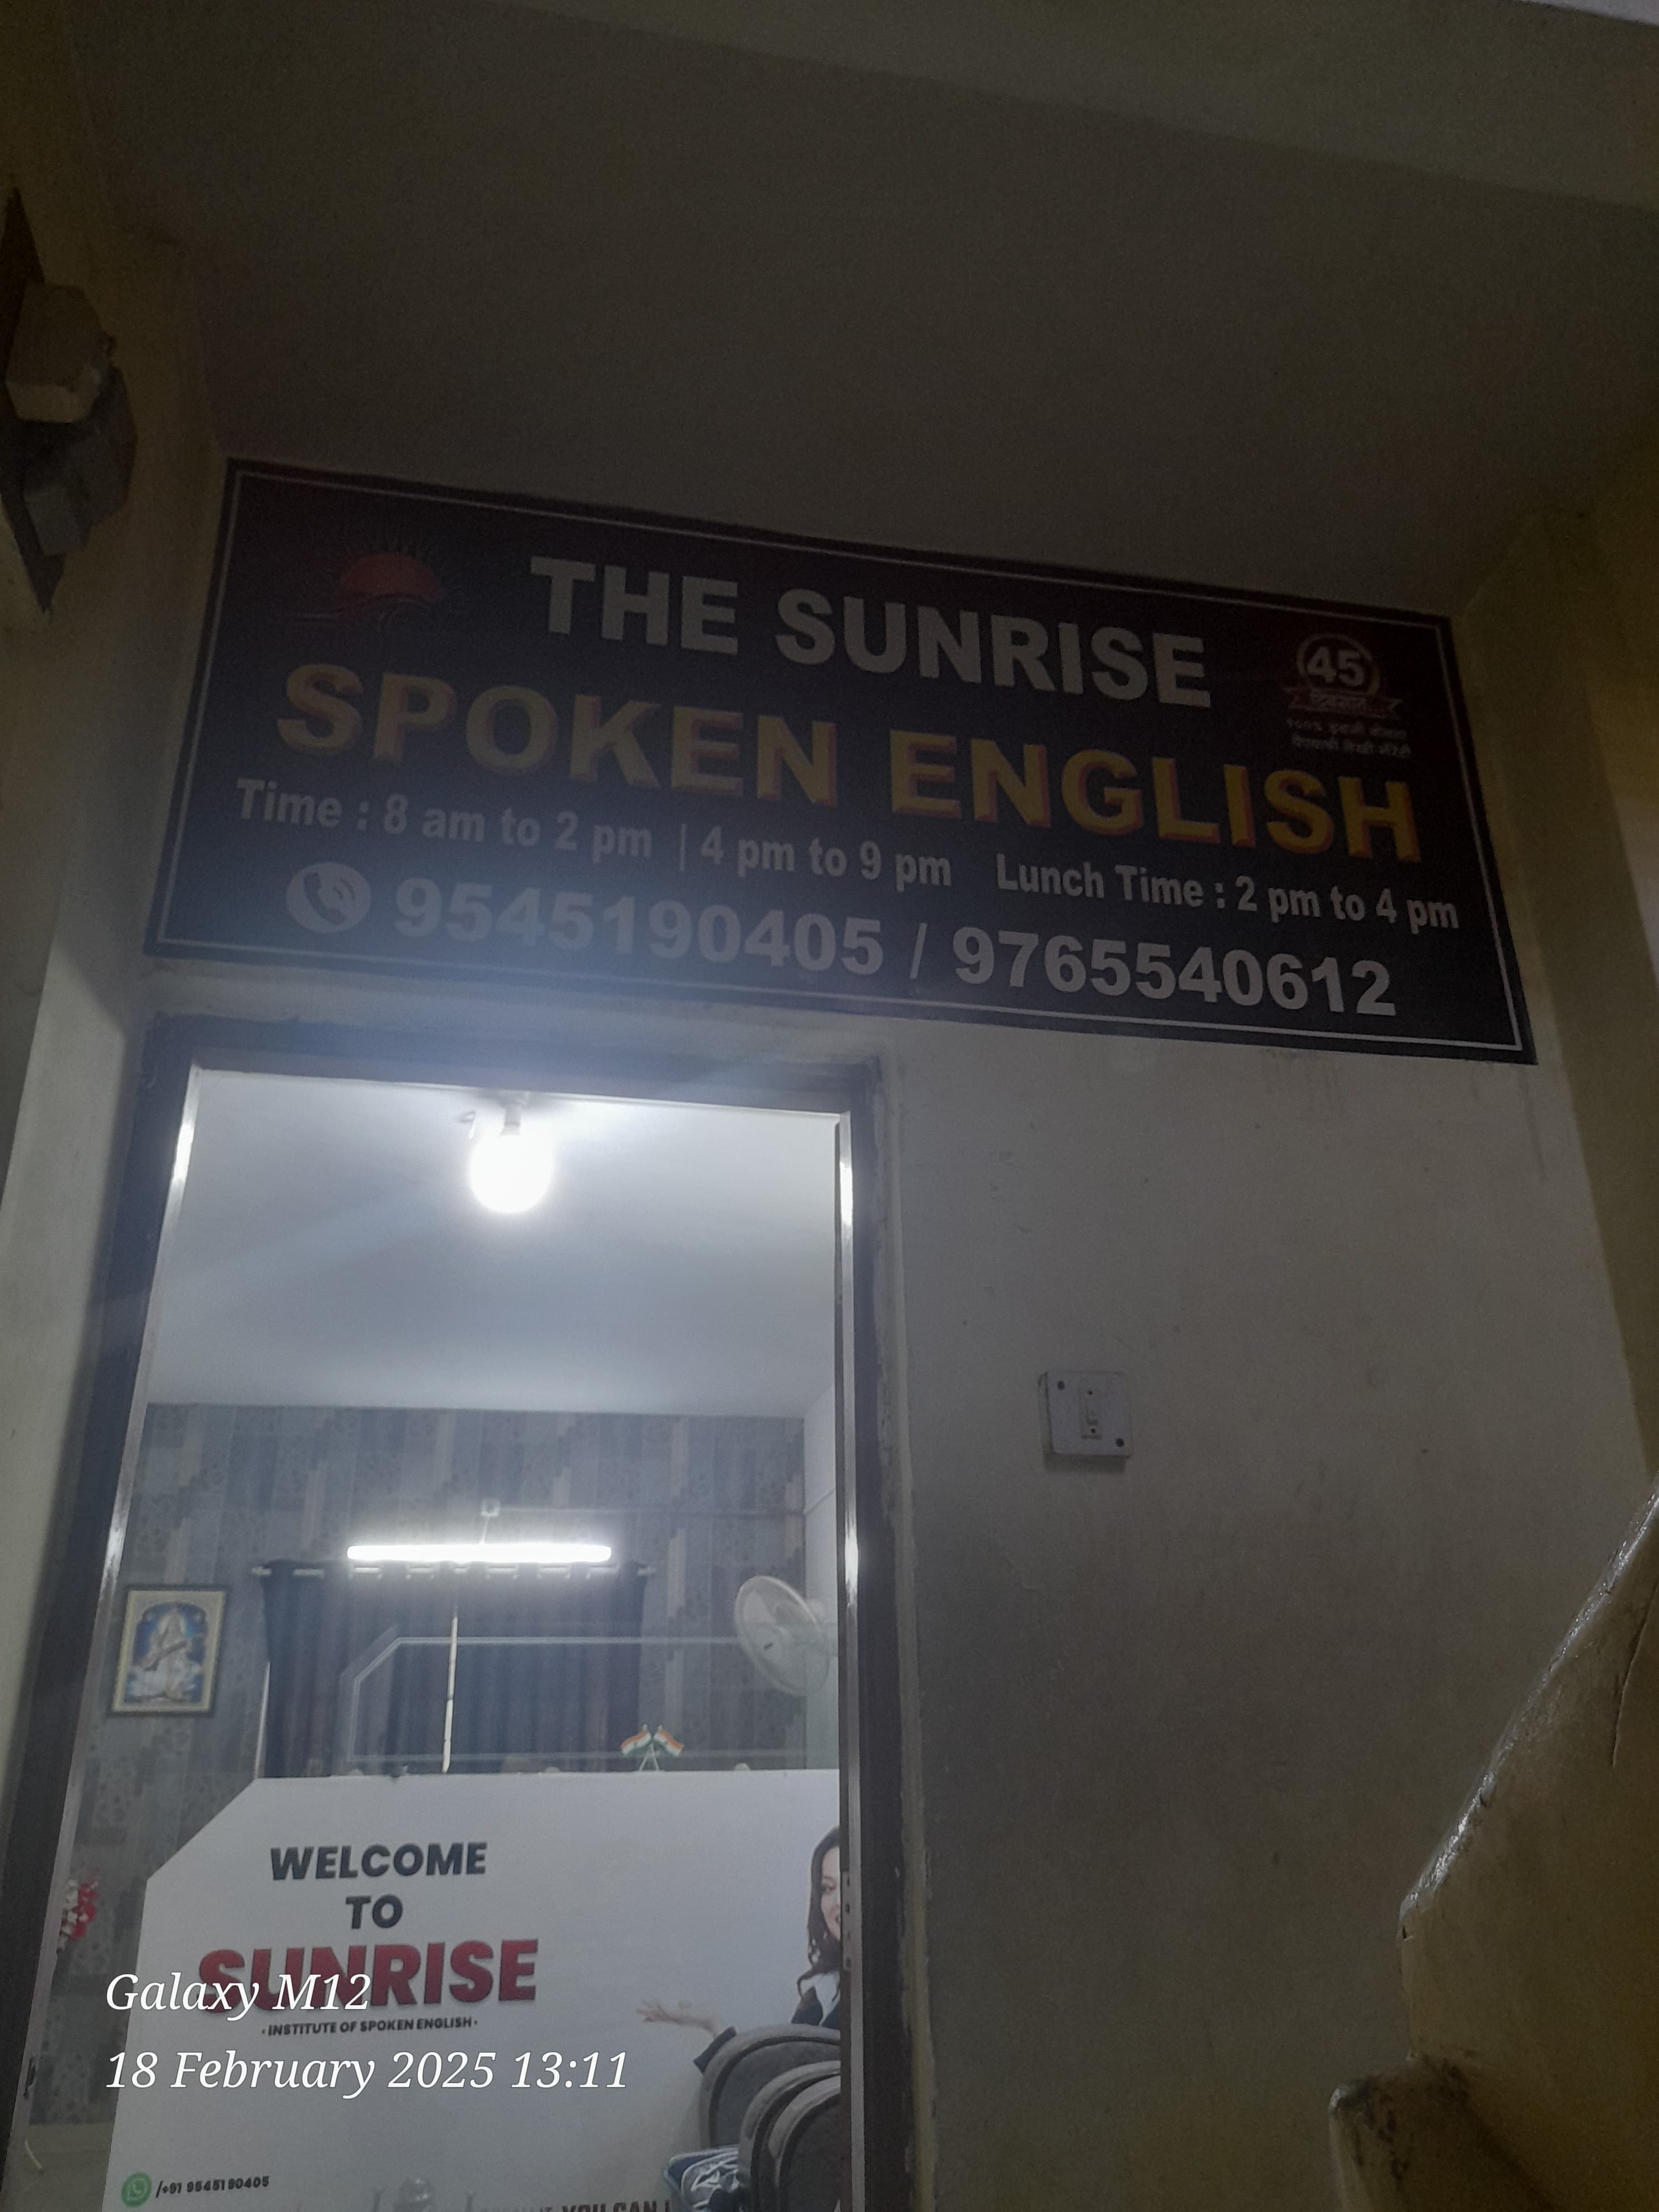 THE SUNRISE
45
SPOKEN ENGLISH
Time : 8 am to 2 pm | 4 pm to 9 pm Lunch Time : 2 pm to 4 pm
9545190405 / 9765540612
WELCOME
TO
SUNRISE
· INSTITUTE OF SPOKEN ENGLISH ·
Galaxy M12
18 February 2025 13:11
/+91 9545190405
YOU CAN !